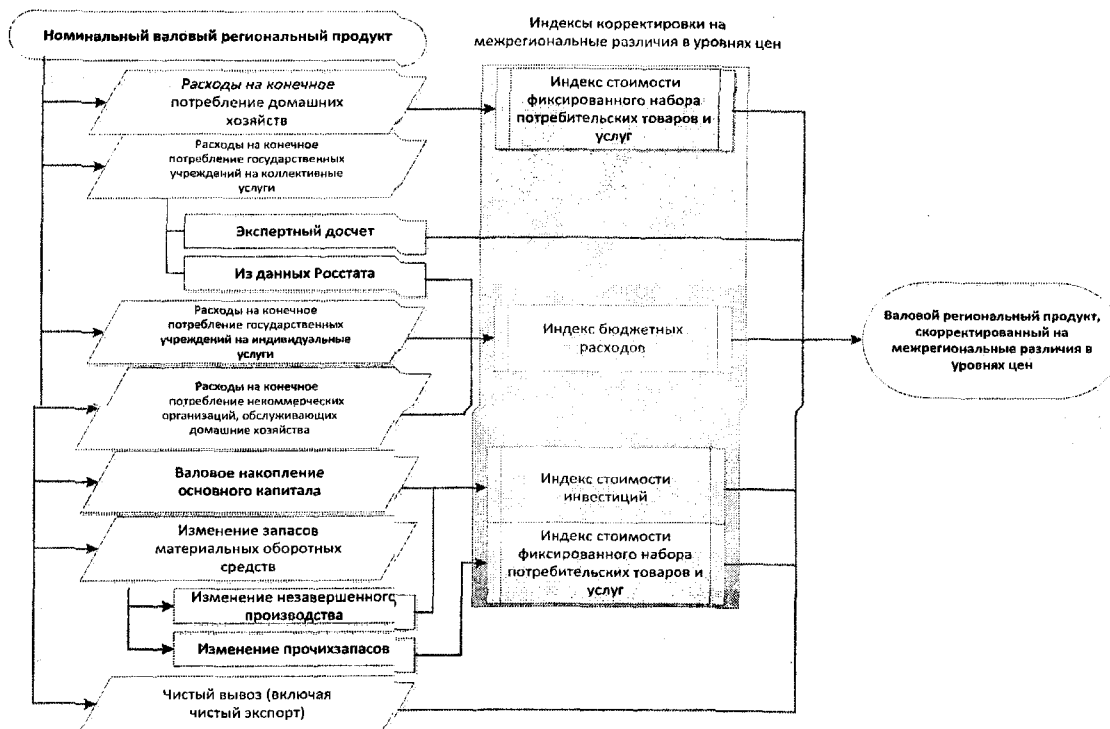 Номинальный валовый региональный продукт
Индексы корректировки на
межрегиональные различия в уровнях цен
Расходы на конечное
потребление домашних
хозяйств
Индекс стоимости
фиксированного набора
потребительских товаров и
услуг
Расходы на конечное
потребление государственных
учреждений на коллективные
услуги
Экспертный досчет
Из данных Росстата
Расходы на конечное
потребление государственных
учреждений на индивидуальные
услуги
Индекс бюджетных
расходов
Валовой региональный продукт,
скорректированный на
межрегиональные различия в
уровнях цен
Расходы на конечное
потребление некоммерческих
организаций, обслуживающих
домашние хозяйства
Валовое накопление
основного капитала
Индекс стоимости
инвестиций
Изменение запасов
материальных оборотных
средств
Индекс стоимости
фиксированного набора
потребительских товаров и
услуг
Изменение незавершенного
производства
Изменение прочихзапасов
Чистый вывоз (включая
чистый экспорт)